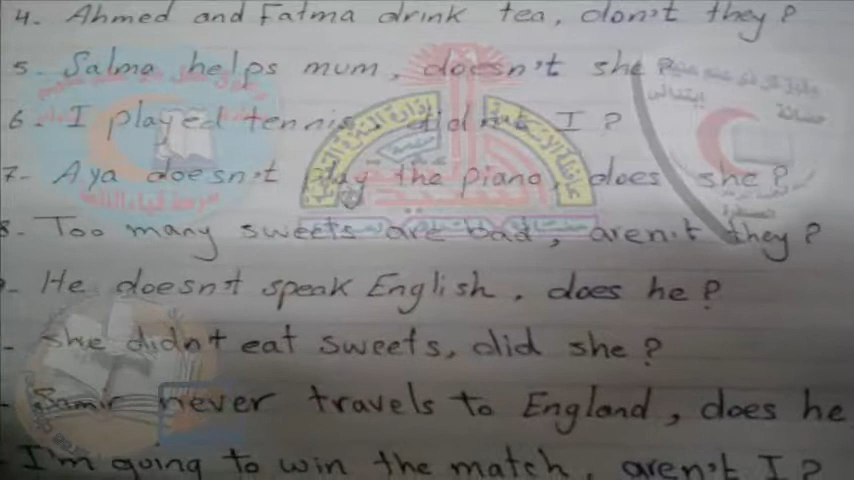 4. Ahmed and Fatma drink tea, don't they?
5- Salma helps mum, doesn't she?
6- I played tennis, didn't I?
7- Aya doesn't play the piano, does she?
8- Too many sweets are bad, aren't they?
- He doesn't speak English, does he?
- she didn't eat sweets, did she?
- Samir never travels to England, does he
- I'm going to win the match, aren't I?